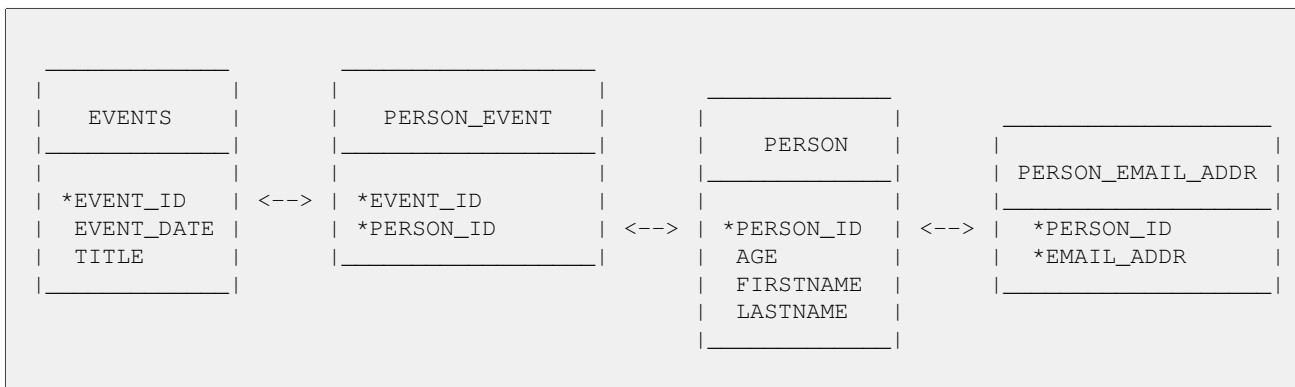 EVENTS
PERSON_EVENT
PERSON
PERSON_EMAIL_ADDR
*EVENT_ID <--> *EVENT_ID
EVENT_DATE *PERSON_ID <--> *PERSON_ID <--> *PERSON_ID
TITLE AGE *EMAIL_ADDR
FIRSTNAME
LASTNAME